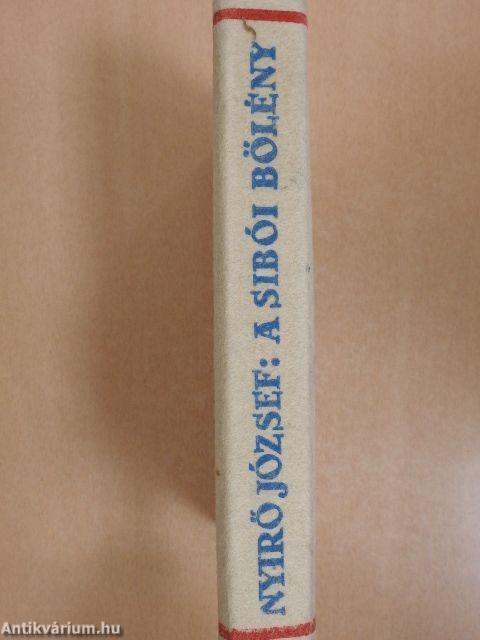 NYIRŐ JÓZSEF: A SIBÓI BÖLÉNY
Antikvárium.hu